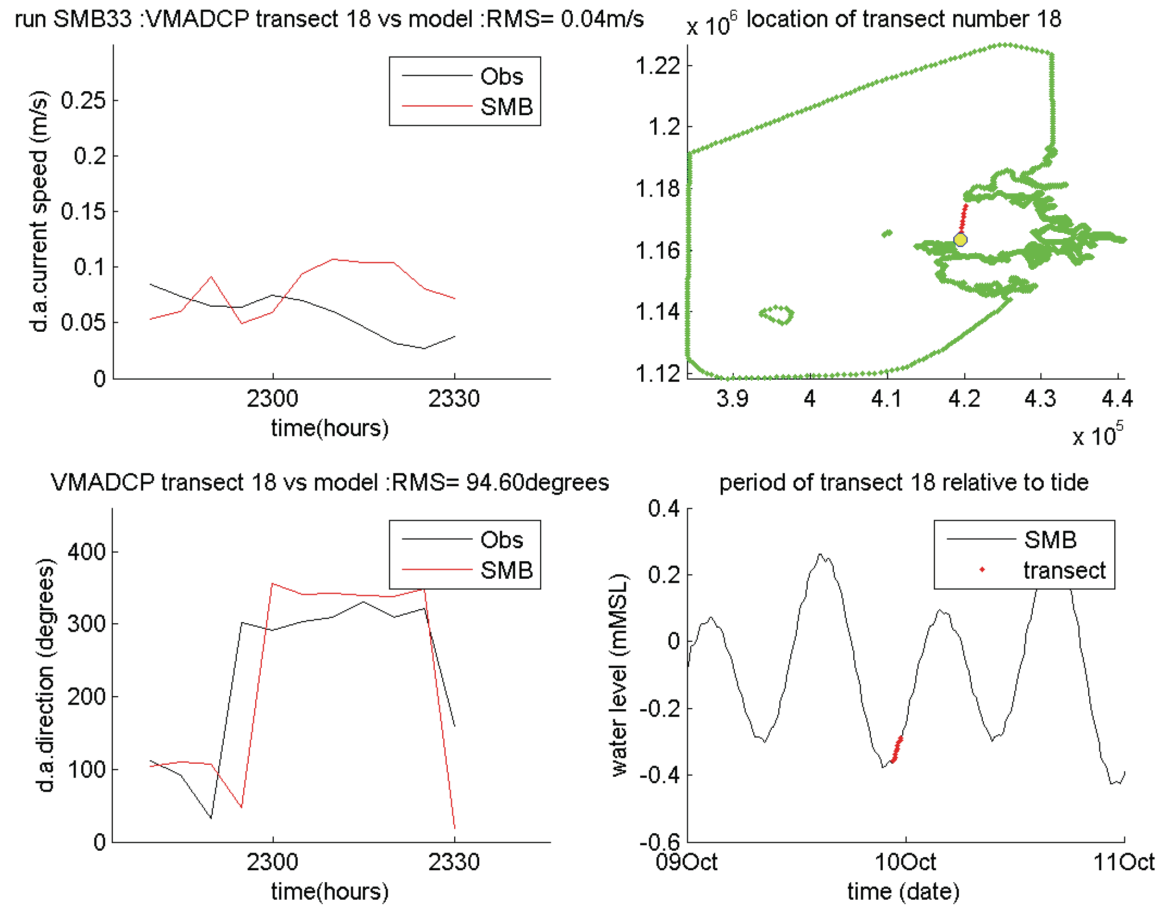 run SMB33 :VMADCP transect 18 vs model :RMS= 0.04m/s
Obs
SMB
0.25
0.2
0.15
0.1
0.05
0
d.a.current speed (m/s)
2300
2330
time(hours)
x 10^6 location of transect number 18
1.22
1.2
1.18
1.16
1.14
1.12
3.9
4
4.1
4.2
4.3
4.4
x 10^5
VMADCP transect 18 vs model :RMS= 94.60degrees
Obs
SMB
400
300
200
100
0
d.a.direction (degrees)
2300
2330
time(hours)
period of transect 18 relative to tide
SMB
transect
0.4
0.2
0
-0.2
-0.4
-0.6
water level (mMSL)
09Oct
10Oct
11Oct
time (date)